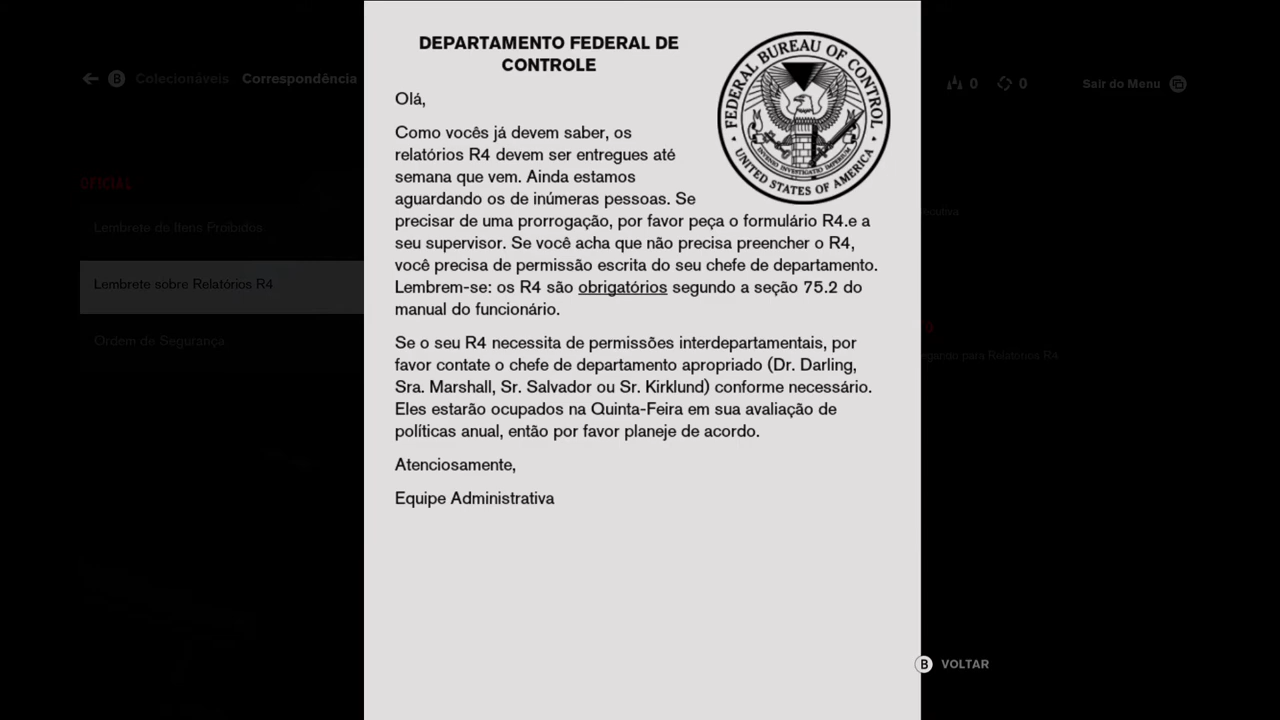 DEPARTAMENTO FEDERAL DE
CONTROLE
FEDERAL BUREAU OF CONTROL
INVENIO INVESTIGATIO IMPERIUM
UNITED STATES OF AMERICA
B Colecionáveis Correspondência
0 0
Sair do Menu
Olá,
Como vocês já devem saber, os
relatórios R4 devem ser entregues até
semana que vem. Ainda estamos
aguardando os de inúmeras pessoas. Se
precisar de uma prorrogação, por favor peça o formulário R4.e a
seu supervisor. Se você acha que não precisa preencher o R4,
você precisa de permissão escrita do seu chefe de departamento.
Lembrem-se: os R4 são obrigatórios segundo a seção 75.2 do
manual do funcionário.
Se o seu R4 necessita de permissões interdepartamentais, por
favor contate o chefe de departamento apropriado (Dr. Darling,
Sra. Marshall, Sr. Salvador ou Sr. Kirklund) conforme necessário.
Eles estarão ocupados na Quinta-Feira em sua avaliação de
políticas anual, então por favor planeje de acordo.
Atenciosamente,
Equipe Administrativa
OFICIAL
Lembrete de Itens Proibidos
Lembrete sobre Relatórios R4
Ordem de Segurança
para Relatórios R4
B VOLTAR